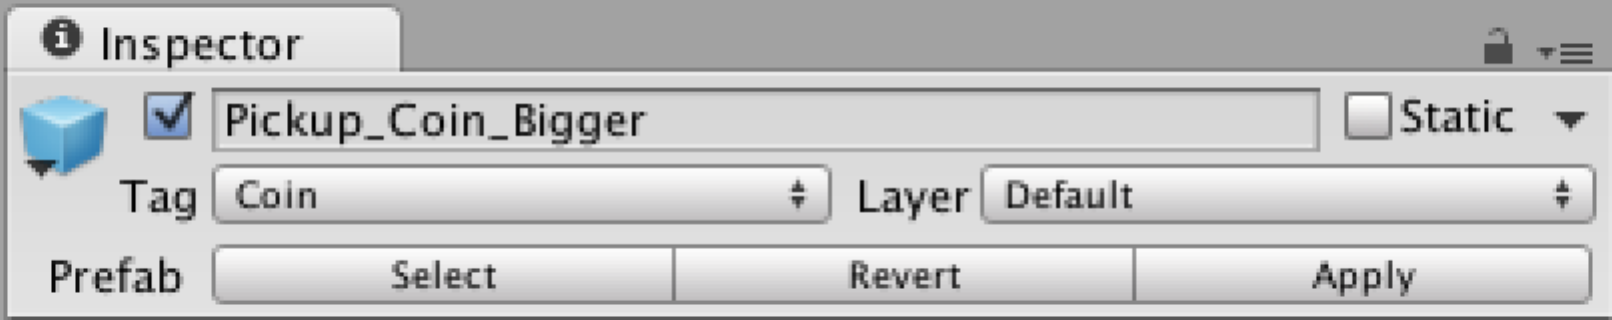 Inspector
Pickup_Coin_Bigger Static
Tag Coin Layer Default
Prefab Select Revert Apply